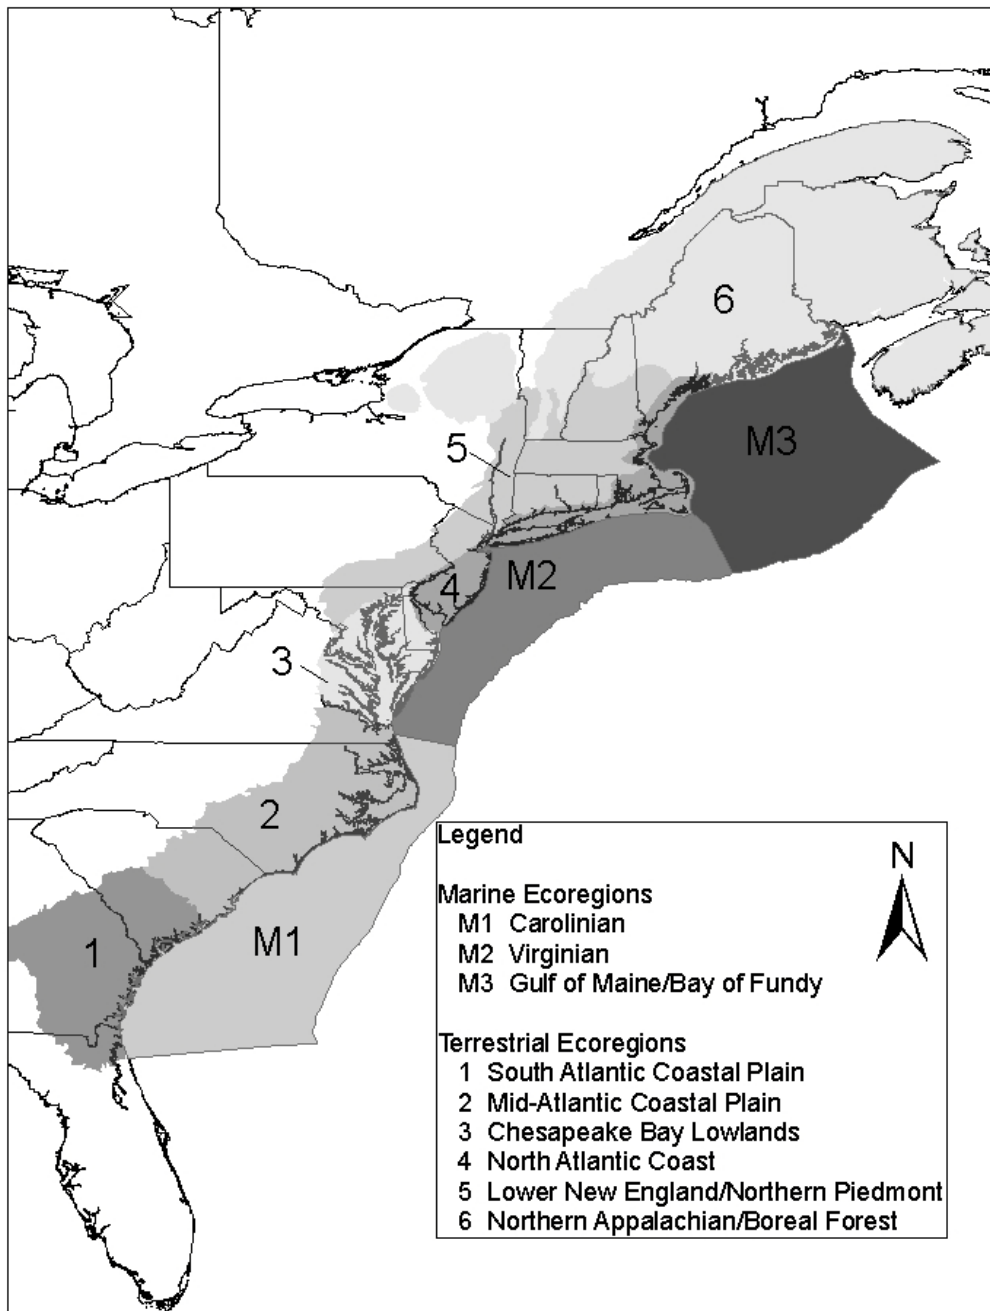 6
5
M3
4
M2
3
2
1
M1
N
Legend
Marine Ecoregions
M1 Carolinian
M2 Virginian
M3 Gulf of Maine/Bay of Fundy
Terrestrial Ecoregions
1 South Atlantic Coastal Plain
2 Mid-Atlantic Coastal Plain
3 Chesapeake Bay Lowlands
4 North Atlantic Coast
5 Lower New England/Northern Piedmont
6 Northern Appalachian/Boreal Forest